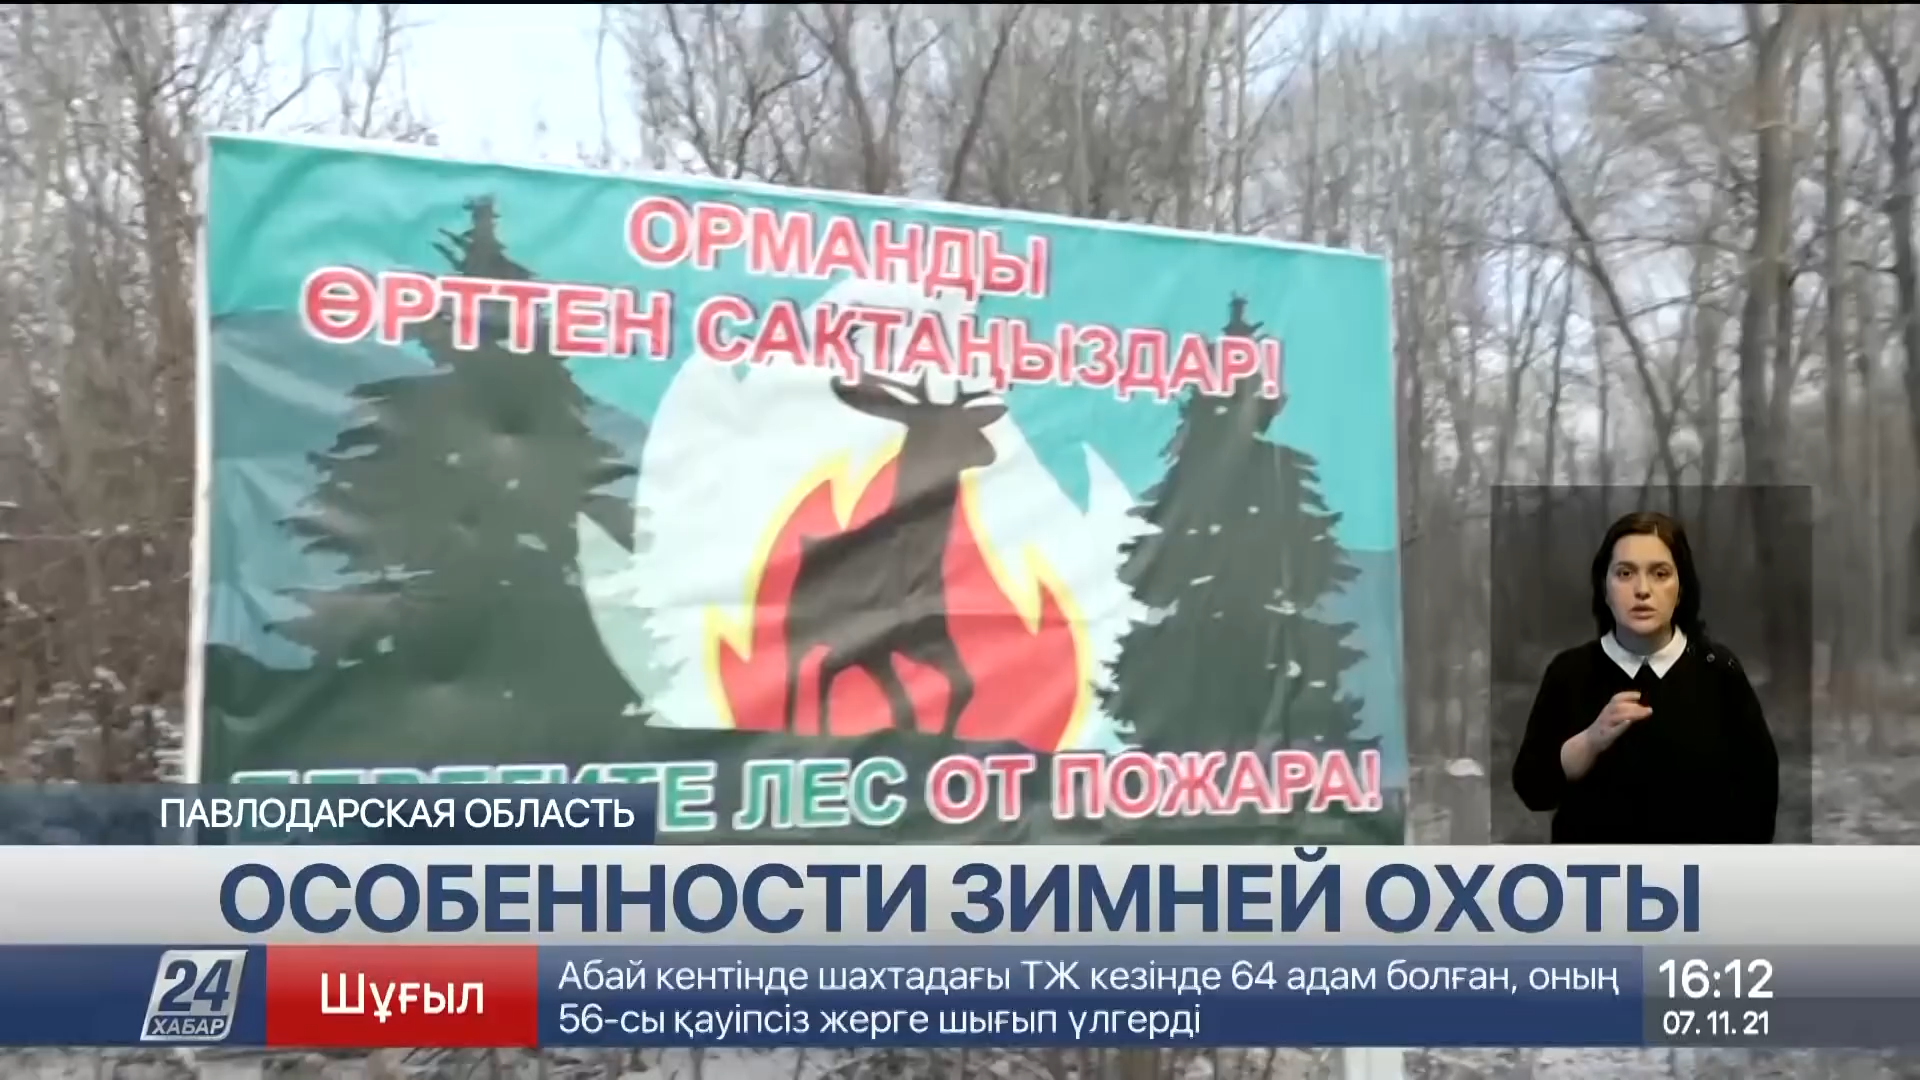 ОРМАНДЫ
ӨРТТЕН САҚТАҢЫЗДАР!
ЛЕС ОТ ПОЖАРА!
ПАВЛОДАРСКАЯ ОБЛАСТЬ
ОСОБЕННОСТИ ЗИМНЕЙ ОХОТЫ
24
ХАБАР
Шұғыл
Абай кентінде шахтадағы ТЖ кезінде 64 адам болған, оның
56-сы қауіпсіз жерге шығып үлгерді
16:12
07.11.21